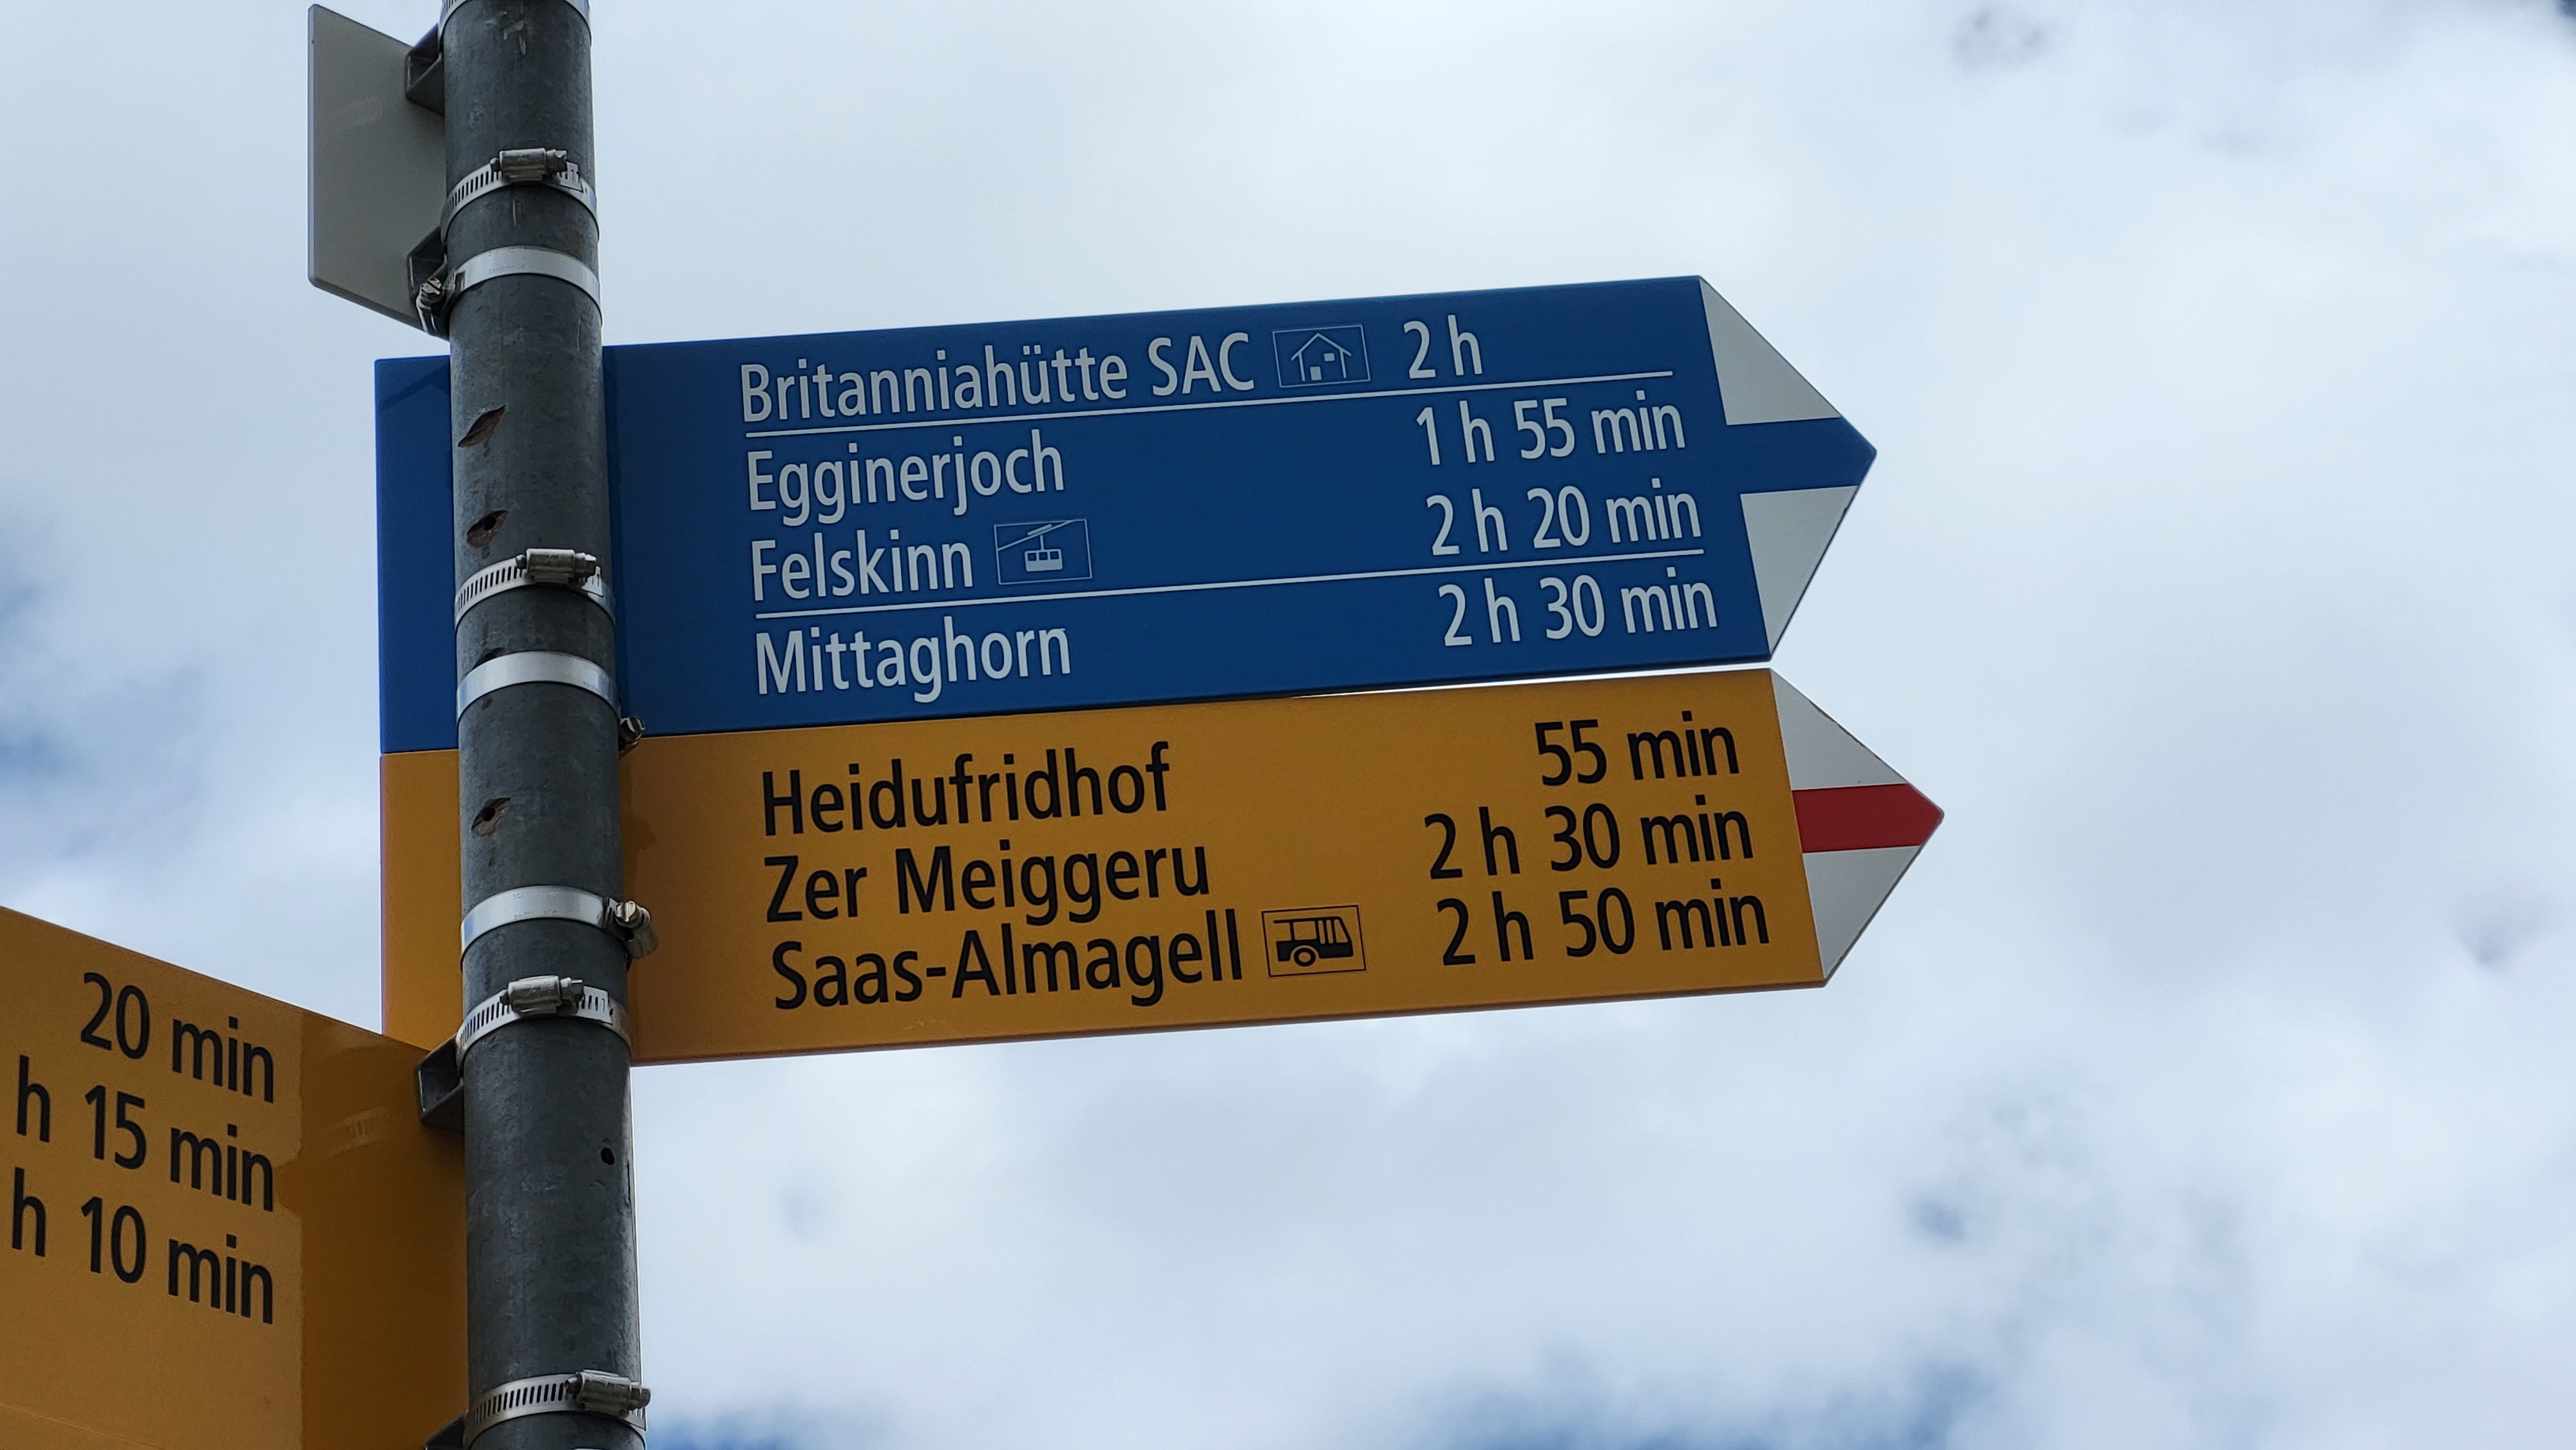 Britanniahütte SAC 2 h
Egginerjoch 1 h 55 min
Felskinn 2 h 20 min
Mittaghorn 2 h 30 min
Heidufridhof 55 min
Zer Meiggeru 2 h 30 min
Saas-Almagell 2 h 50 min
20 min
h 15 min
h 10 min